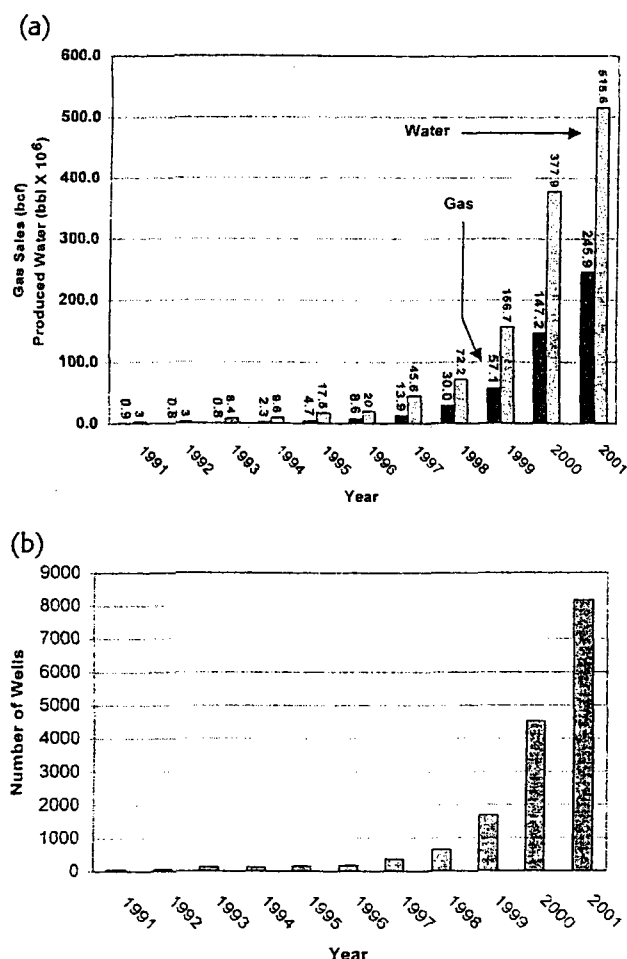 (a)
600.0
500.0
400.0
300.0
200.0
100.0
0.0
Gas Sales (bcf)
Produced Water (bbl X 10⁶)
Water
Gas
0.9 3 0.8 3 0.8 8.4 2.3 9.6 4.7 17.5 8.6 20 13.9 45.6 30.0 72.2 57.1 156.7 147.2 377.9 245.9 515.6
1991 1992 1993 1994 1995 1996 1997 1998 1999 2000 2001
Year
(b)
9000
8000
7000
6000
5000
4000
3000
2000
1000
0
Number of Wells
1991 1992 1993 1994 1995 1996 1997 1998 1999 2000 2001
Year